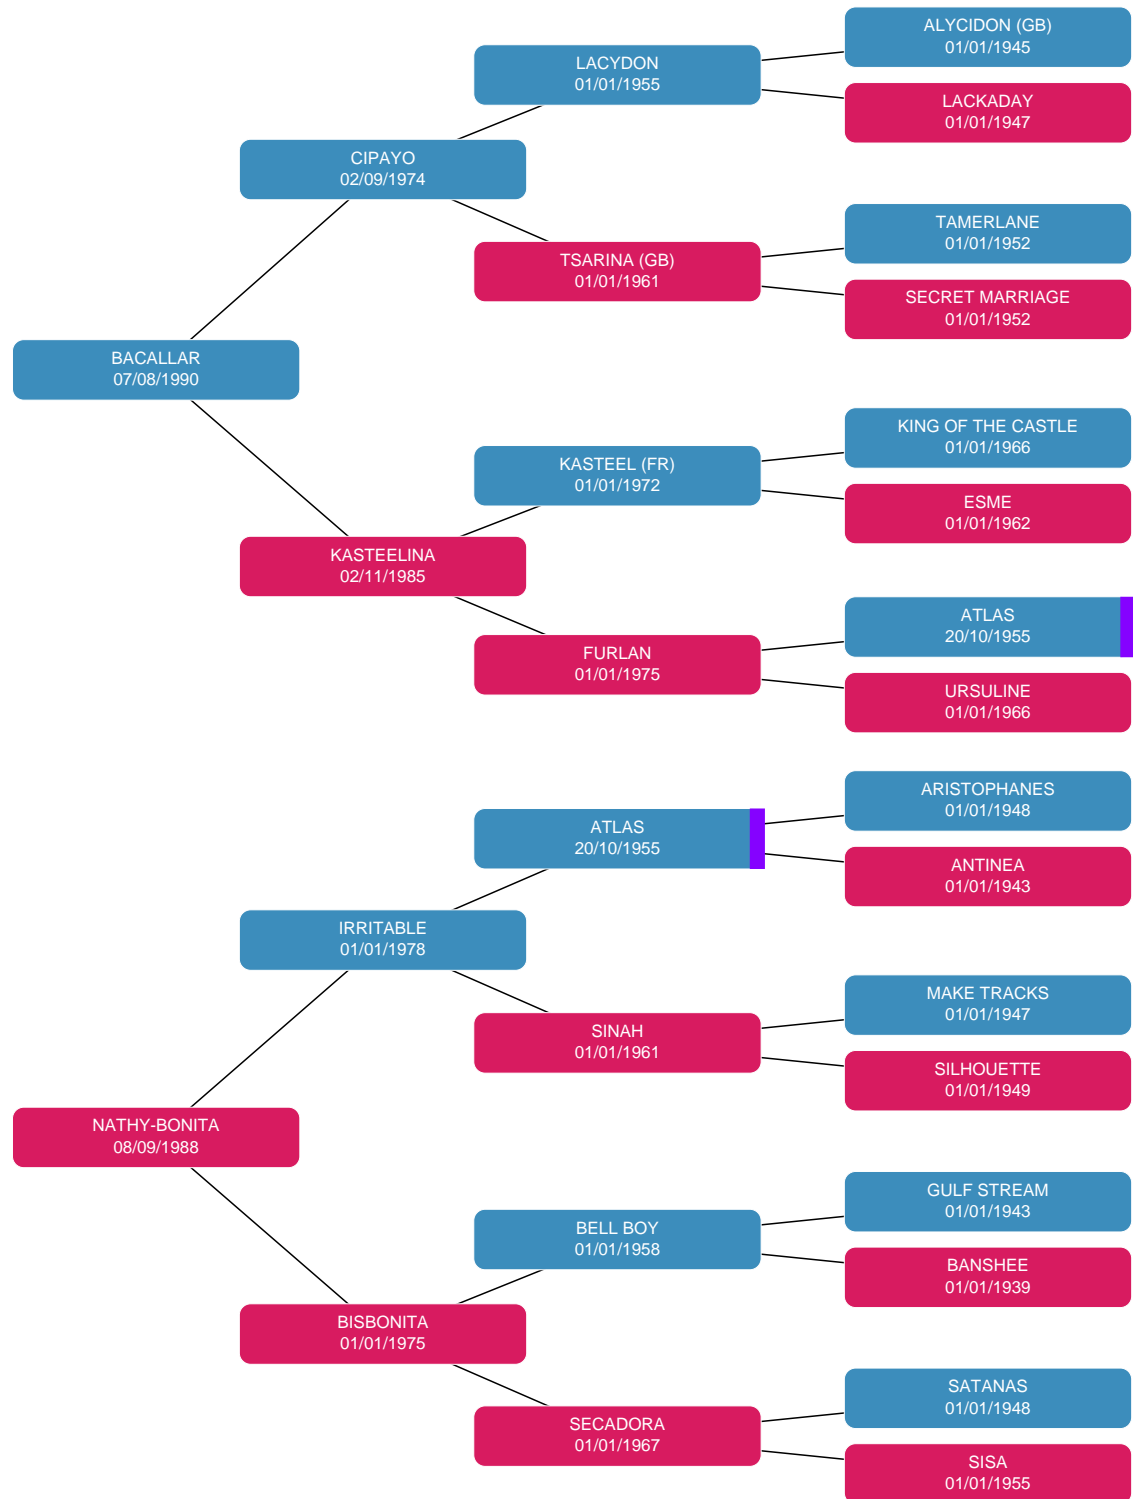 ALYCIDON (GB)
01/01/1945
LACYDON
01/01/1955
LACKADAY
01/01/1947
CIPAYO
02/09/1974
TAMERLANE
01/01/1952
TSARINA (GB)
01/01/1961
SECRET MARRIAGE
01/01/1952
BACALLAR
07/08/1990
KING OF THE CASTLE
01/01/1966
KASTEEL (FR)
01/01/1972
ESME
01/01/1962
KASTEELINA
02/11/1985
ATLAS
20/10/1955
FURLAN
01/01/1975
URSULINE
01/01/1966
ARISTOPHANES
01/01/1948
ATLAS
20/10/1955
ANTINEA
01/01/1943
IRRITABLE
01/01/1978
MAKE TRACKS
01/01/1947
SINAH
01/01/1961
SILHOUETTE
01/01/1949
NATHY-BONITA
08/09/1988
GULF STREAM
01/01/1943
BELL BOY
01/01/1958
BANSHEE
01/01/1939
BISBONITA
01/01/1975
SATANAS
01/01/1948
SECADORA
01/01/1967
SISA
01/01/1955